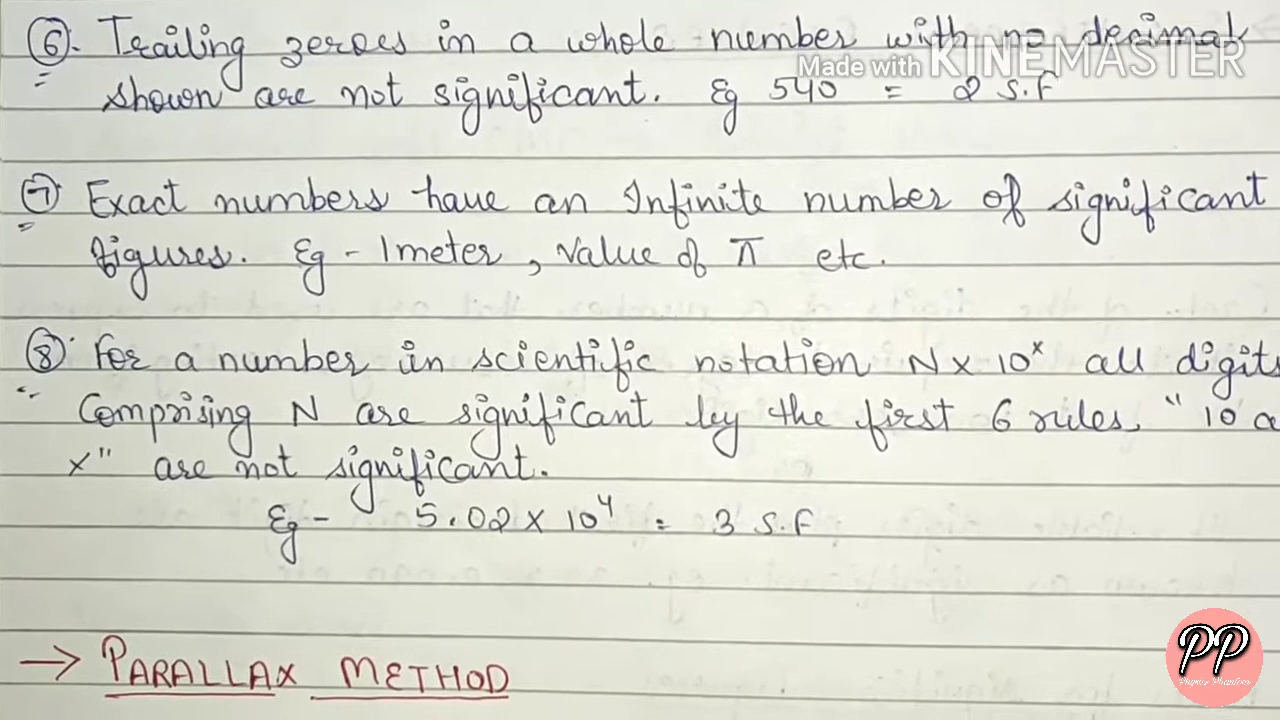 ⑥. Trailing zeroes in a whole number with no decimal
Made with KINEMASTER
shown are not significant. Eg 540 = 2 S.F
⑦ Exact numbers have an Infinite number of significant
figures. Eg - 1 meter, value of π etc.
⑧ For a number in scientific notation N × 10ˣ all digits
Comprising N are significant by the first 6 rules, "10 a
x" are not significant.
Eg - 5.02 × 10⁴ = 3 S.F
→ PARALLAX METHOD
PP